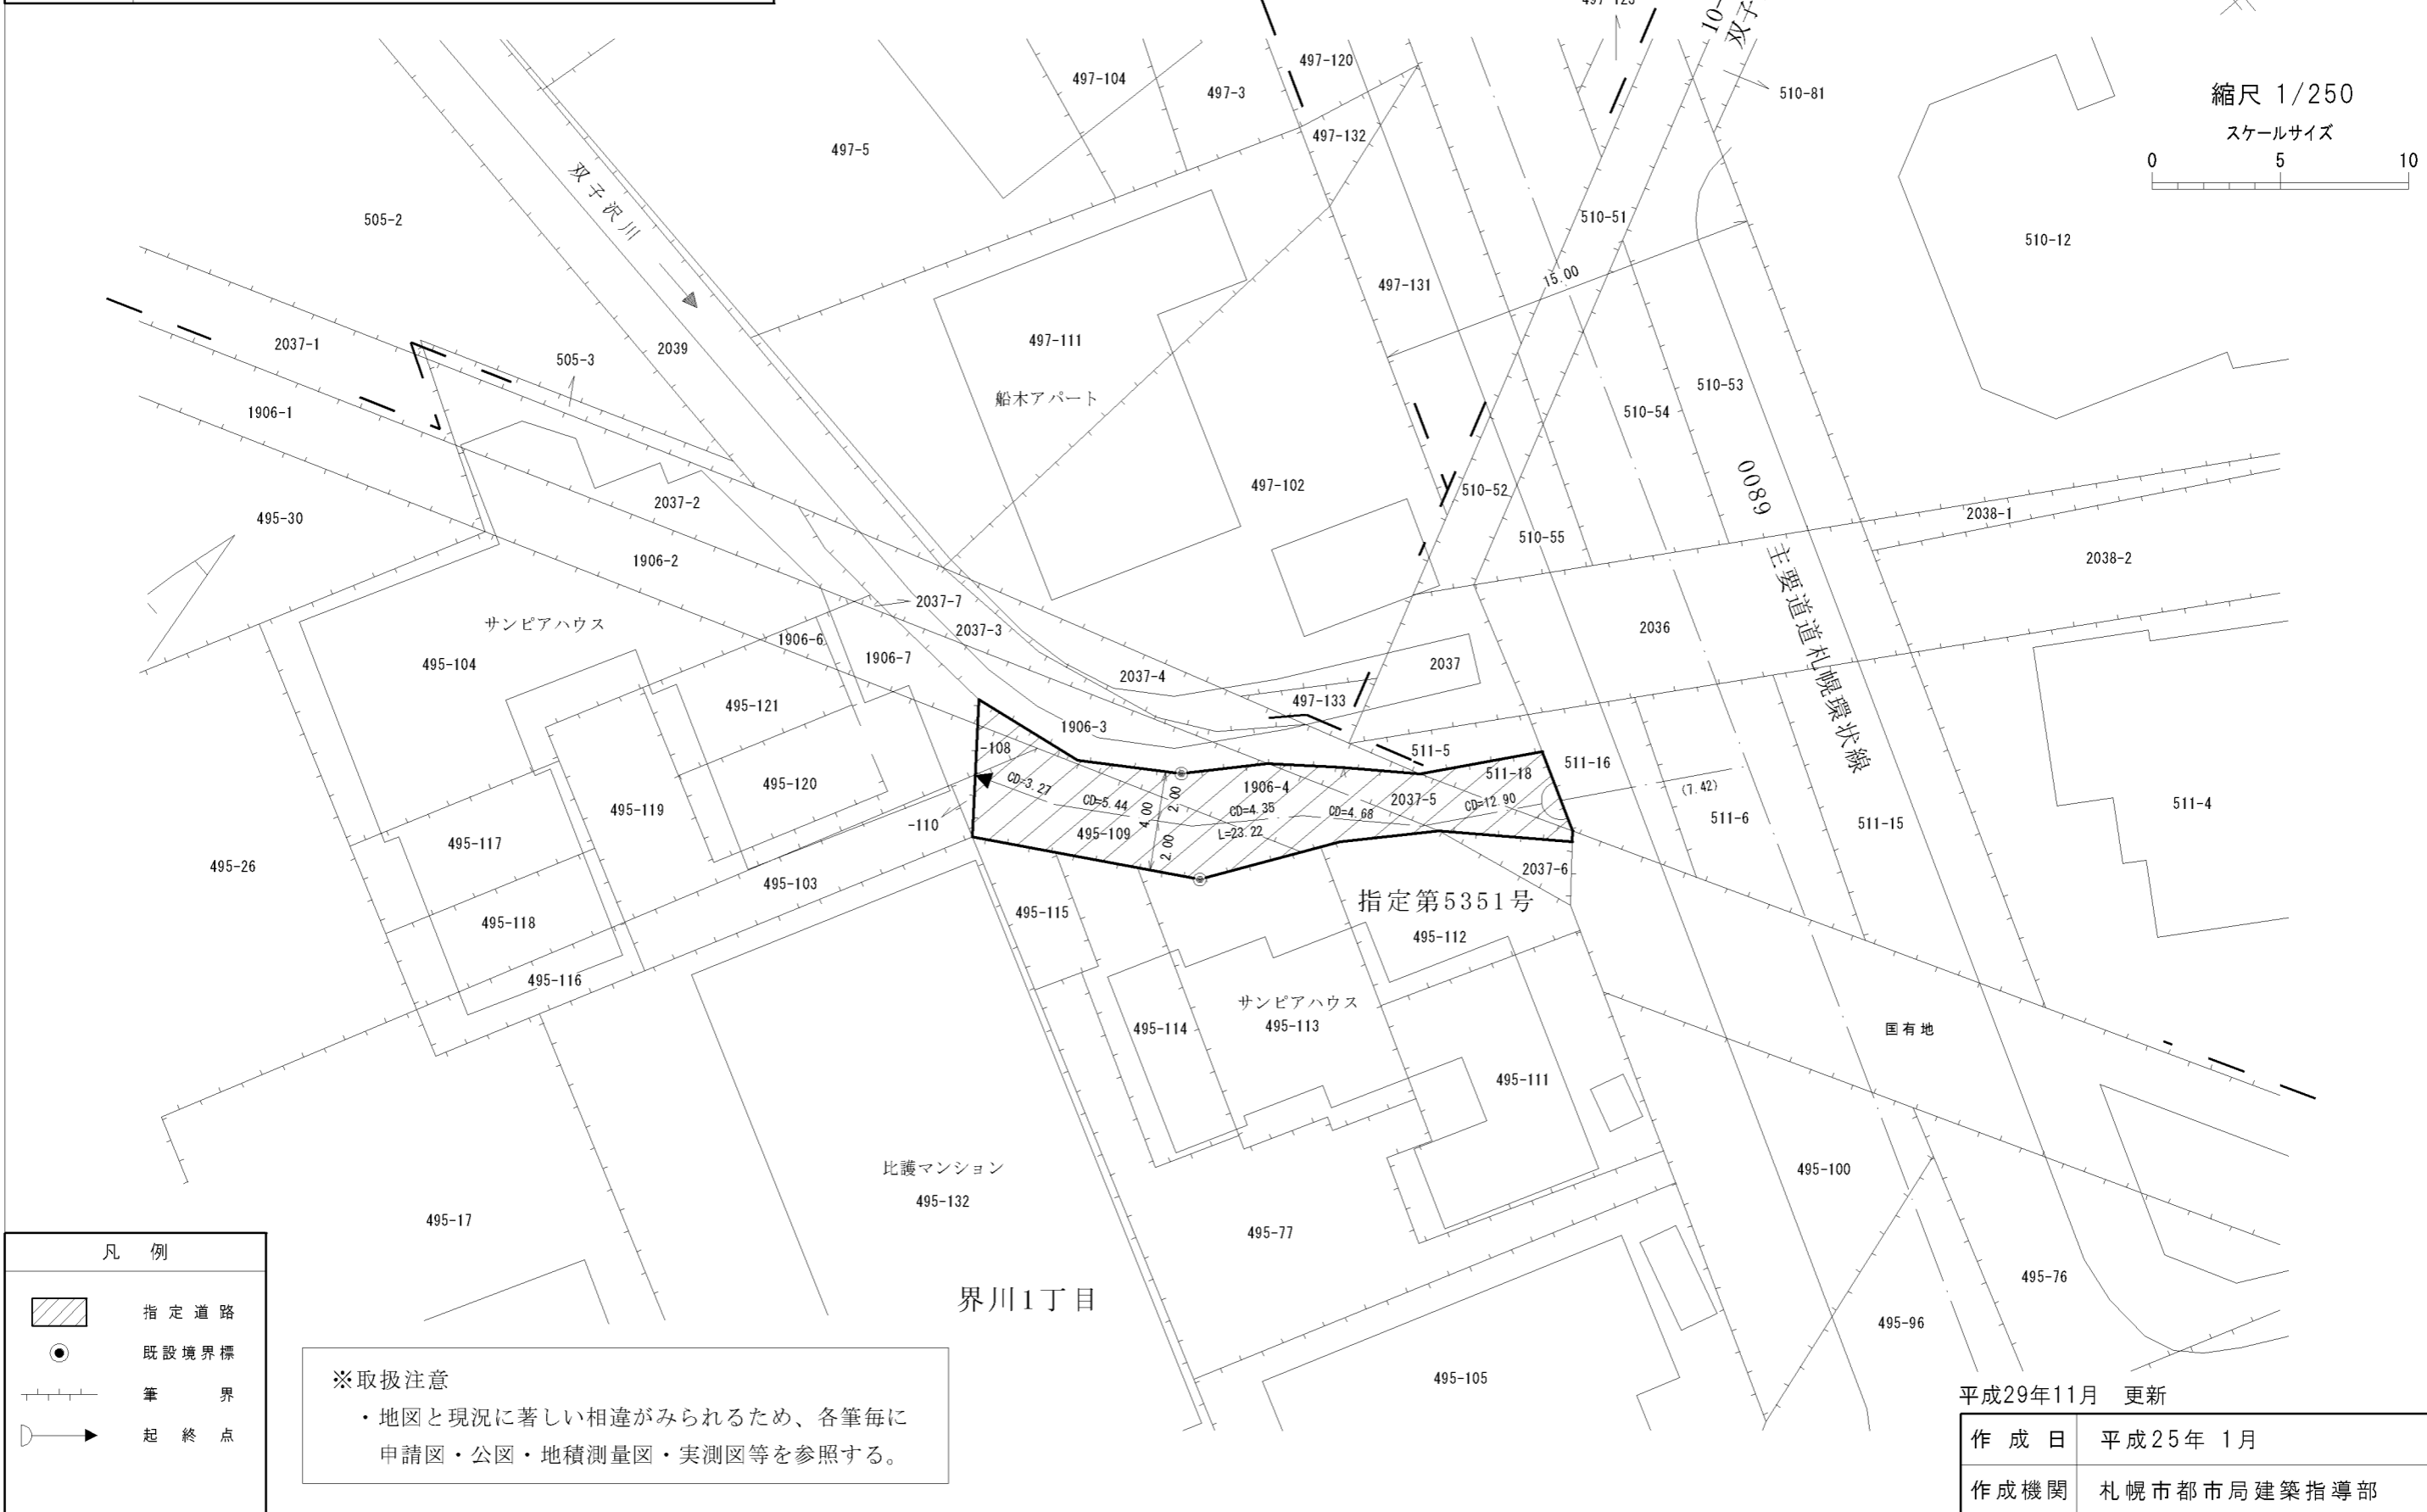 497-104
497-3
497-120
497-132
497-5
510-81
縮尺 1/250
スケールサイズ
0 5 10
双子沢川
505-2
510-51
510-12
15.00
497-131
2037-1
505-3
2039
497-111
船木アパート
1906-1
510-53
510-54
495-30
2037-2
497-102
510-52
0089
主要道道札幌環状線
510-55
2038-1
2038-2
1906-2
2037-7
2037-3
サンピアハウス
495-104
1906-6
1906-7
2036
2037
2037-4
497-133
495-121
1906-3
-108
511-5
511-16
511-18
CD=3.27
CD=5.44
4.00
2.00
2.00
1906-4
CD=4.35
L=23.22
CD=4.68
2037-5
CD=12.90
(7.42)
495-120
495-119
-110
495-109
511-6
511-15
511-4
495-117
495-26
495-103
2037-6
指定第5351号
495-118
495-115
495-112
495-116
サンピアハウス
495-113
495-114
国有地
495-111
比護マンション
495-132
495-100
495-17
495-77
495-76
界川1丁目
495-96
495-105
凡 例
指定道路
既設境界標
筆 界
起終点
※取扱注意
・地図と現況に著しい相違がみられるため、各筆毎に
申請図・公図・地積測量図・実測図等を参照する。
平成29年11月 更新
作成日 平成25年 1月
作成機関 札幌市都市局建築指導部